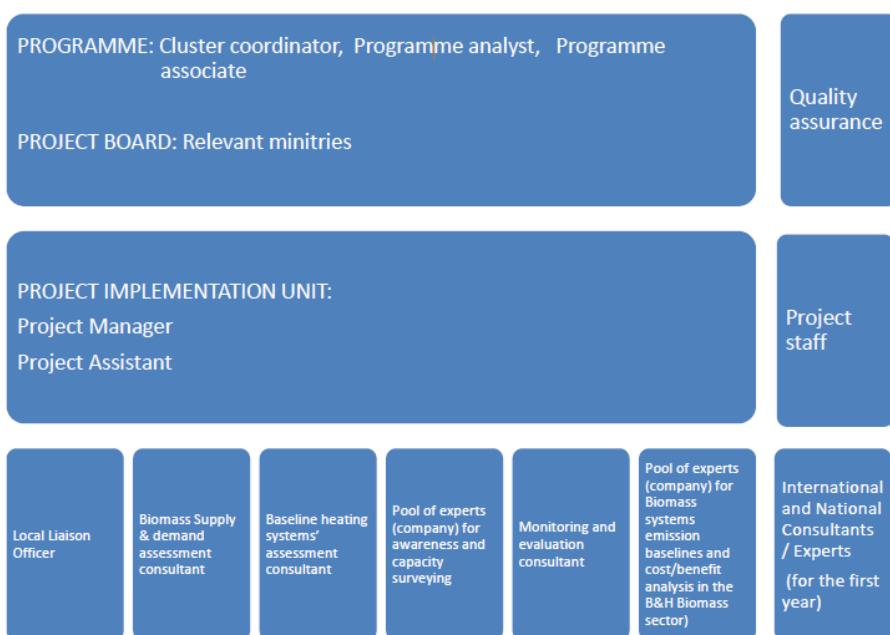 PROGRAMME: Cluster coordinator, Programme analyst, Programme
associate
PROJECT BOARD: Relevant minitries
Quality
assurance
PROJECT IMPLEMENTATION UNIT:
Project Manager
Project Assistant
Project
staff
Local Liaison
Officer
Biomass Supply
& demand
assessment
consultant
Baseline heating
systems’
assessment
consultant
Pool of experts
(company) for
awareness and
capacity
surveying
Monitoring and
evaluation
consultant
Pool of experts
(company) for
Biomass
systems
emission
baselines and
cost/benefit
analysis in the
B&H Biomass
sector)
International
and National
Consultants
/ Experts
(for the first
year)